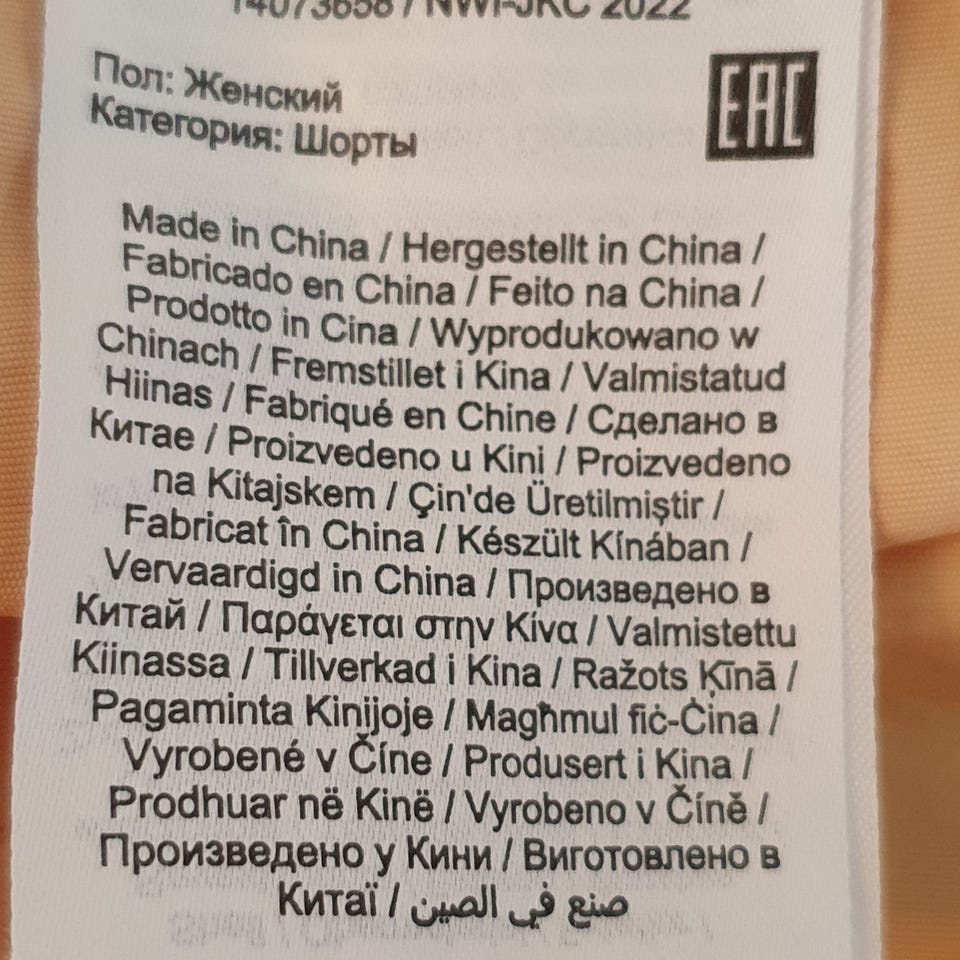 14073658 / NWI-JKC 2022
Пол: Женский
Категория: Шорты
EAC
Made in China / Hergestellt in China /
Fabricado en China / Feito na China /
Prodotto in Cina / Wyprodukowano w
Chinach / Fremstillet i Kina / Valmistatud
Hiinas / Fabriqué en Chine / Сделано в
Китае / Proizvedeno u Kini / Proizvedeno
na Kitajskem / Çin'de Üretilmiştir /
Fabricat în China / Készült Kínában /
Vervaardigd in China / Произведено в
Китай / Παράγεται στην Κίνα / Valmistettu
Kiinassa / Tillverkad i Kina / Ražots Ķīnā /
Pagaminta Kinijoje / Magħmul fiċ-Ċina /
Vyrobené v Číne / Produsert i Kina /
Prodhuar në Kinë / Vyrobeno v Číně /
Произведено у Кини / Виготовлено в
Китаї / صنع في الصين